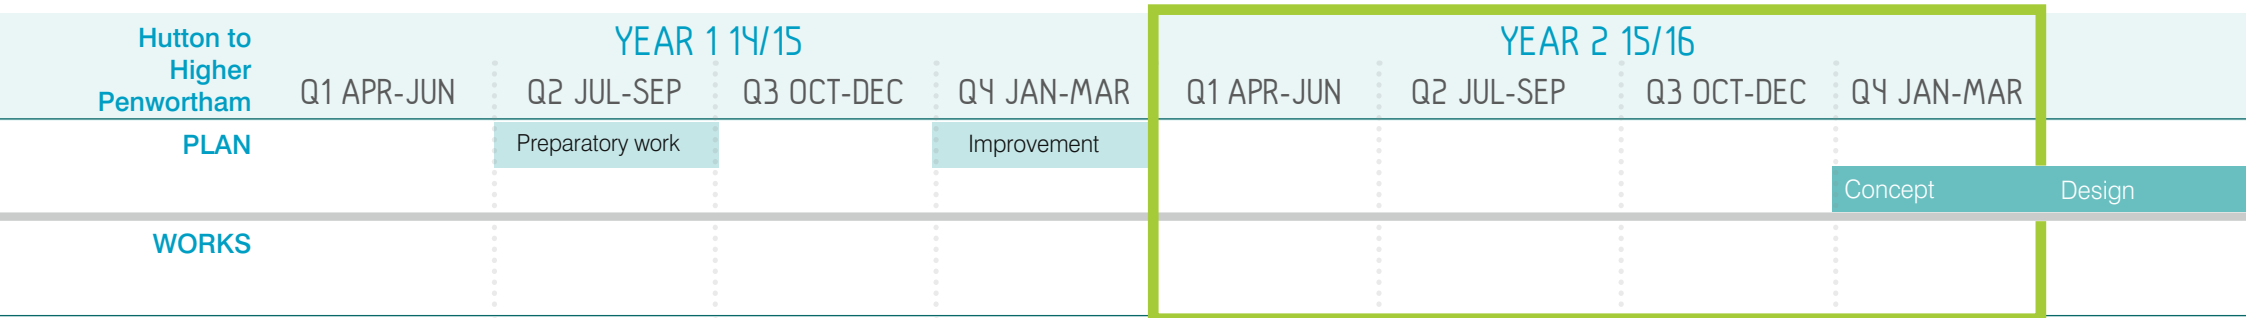 Hutton to
Higher
Penwortham
YEAR 1 14/15
YEAR 2 15/16
Q1 APR-JUN Q2 JUL-SEP Q3 OCT-DEC Q4 JAN-MAR Q1 APR-JUN Q2 JUL-SEP Q3 OCT-DEC Q4 JAN-MAR
PLAN Preparatory work Improvement
Concept Design
WORKS